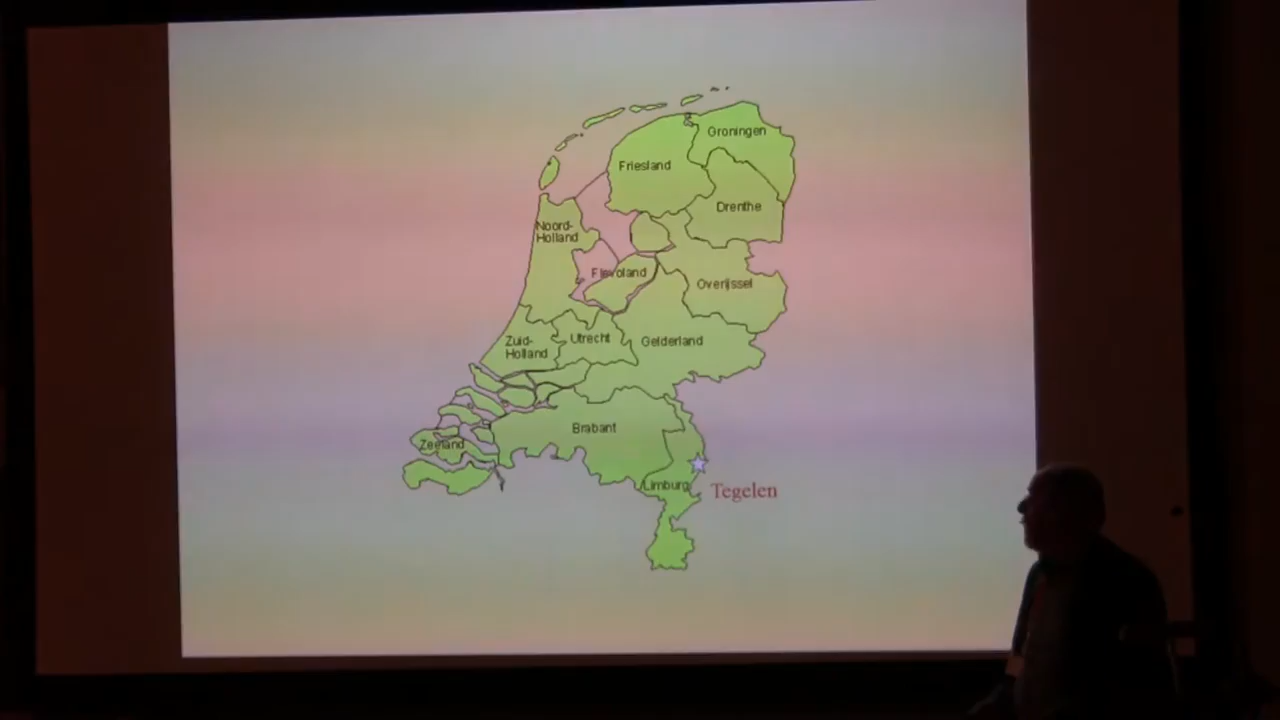 Groningen
Friesland
Drenthe
Noord-
Holland
Flevoland
Overijssel
Zuid-
Holland
Utrecht
Gelderland
Brabant
Zeeland
Limburg
Tegelen